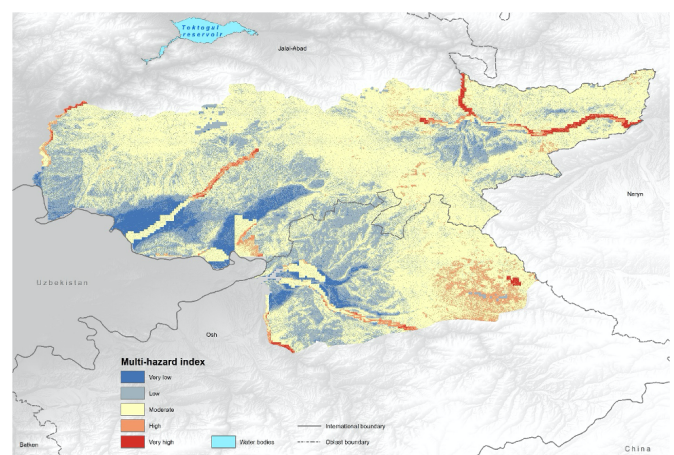 Toktogul
reservoir
Jalal-Abad
Neryn
Uzbekistan
Osh
Multi-hazard index
Very low
Low
Moderate
High
Very high
Water bodies
International boundary
Oblast boundary
Batken
China